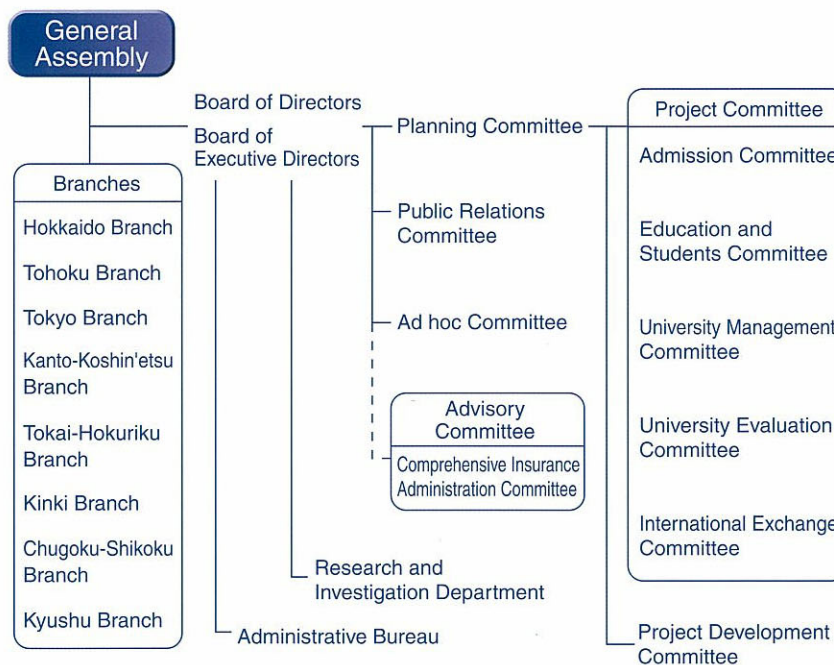 General
Assembly
Board of Directors
Board of
Executive Directors
Branches
Hokkaido Branch
Tohoku Branch
Tokyo Branch
Kanto-Koshin'etsu
Branch
Tokai-Hokuriku
Branch
Kinki Branch
Chugoku-Shikoku
Branch
Kyushu Branch
Planning Committee
Public Relations
Committee
Ad hoc Committee
Advisory
Committee
Comprehensive Insurance
Administration Committee
Research and
Investigation Department
Administrative Bureau
Project Committee
Admission Committee
Education and
Students Committee
University Management
Committee
University Evaluation
Committee
International Exchange
Committee
Project Development
Committee